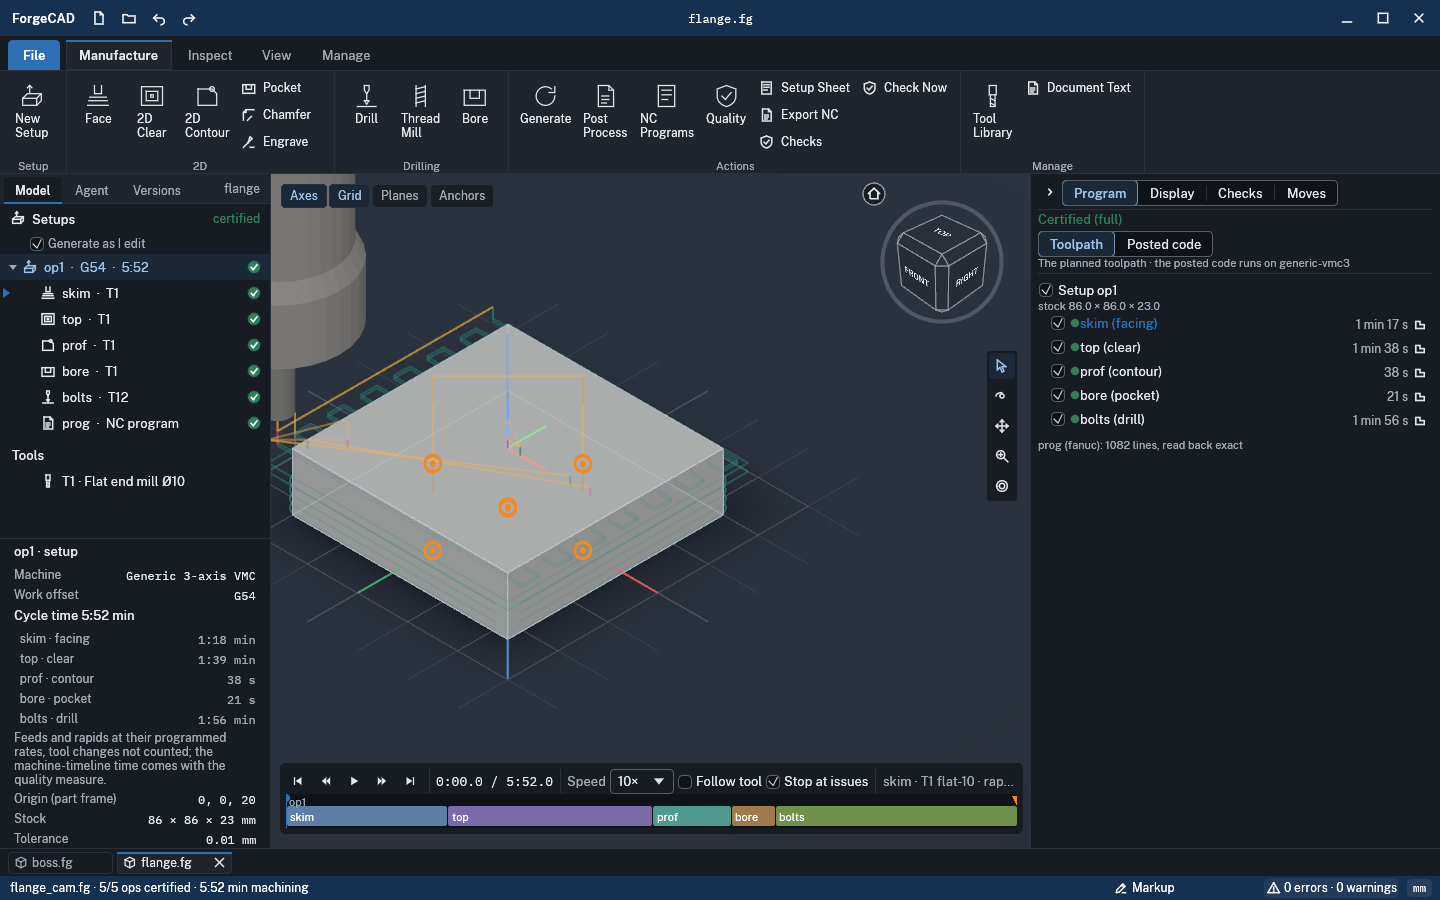 ForgeCAD
flange.fg
File
Manufacture
Inspect
View
Manage
New Setup
Face
2D Clear
2D Contour
Pocket
Chamfer
Engrave
Drill
Thread Mill
Bore
Generate
Post Process
NC Programs
Quality
Setup Sheet
Export NC
Checks
Check Now
Tool Library
Document Text
Setup
2D
Drilling
Actions
Manage
Model
Agent
Versions
flange
Setups
certified
Generate as I edit
op1 · G54 · 5:52
skim · T1
top · T1
prof · T1
bore · T1
bolts · T12
prog · NC program
Tools
T1 · Flat end mill Ø10
op1 · setup
Machine Generic 3-axis VMC
Work offset G54
Cycle time 5:52 min
skim · facing 1:18 min
top · clear 1:39 min
prof · contour 38 s
bore · pocket 21 s
bolts · drill 1:56 min
Feeds and rapids at their programmed
rates, tool changes not counted; the
machine-timeline time comes with the
quality measure.
Origin (part frame) 0, 0, 20
Stock 86 × 86 × 23 mm
Tolerance 0.01 mm
Axes
Grid
Planes
Anchors
TOP
FRONT
RIGHT
0:00.0 / 5:52.0
Speed
10×
Follow tool
Stop at issues
skim · T1 flat-10 · rap...
op1
skim
top
prof
bore
bolts
Program
Display
Checks
Moves
Certified (full)
Toolpath
Posted code
The planned toolpath · the posted code runs on generic-vmc3
Setup op1
stock 86.0 × 86.0 × 23.0
skim (facing) 1 min 17 s
top (clear) 1 min 38 s
prof (contour) 38 s
bore (pocket) 21 s
bolts (drill) 1 min 56 s
prog (fanuc): 1082 lines, read back exact
boss.fg
flange.fg
flange_cam.fg · 5/5 ops certified · 5:52 min machining
Markup
0 errors · 0 warnings
mm